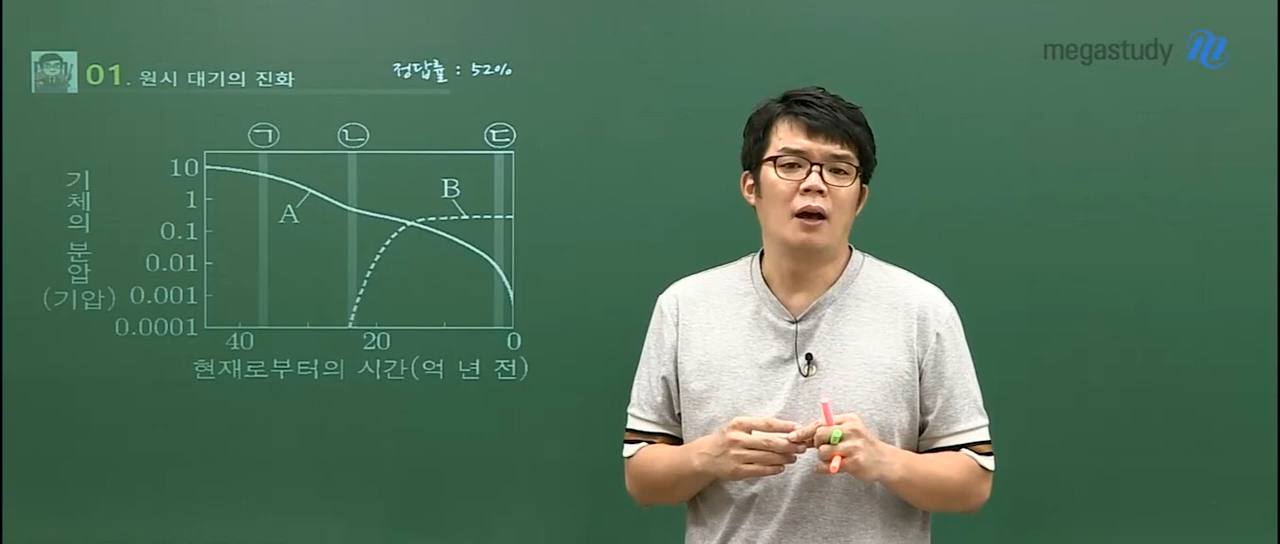 01. 원시 대기의 진화
정답률 : 52%
megastudy
ㄱ ㄴ ㄷ
기체의 분압
(기압)
10
1
0.1
0.01
0.001
0.0001
A
B
40 20 0
현재로부터의 시간(억 년 전)